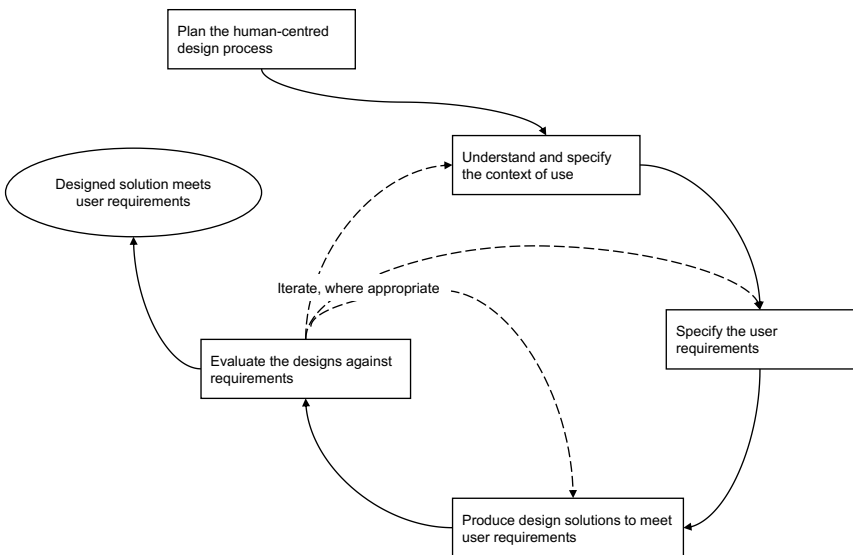 Plan the human-centred
design process
Understand and specify
the context of use
Designed solution meets
user requirements
Iterate, where appropriate
Specify the user
requirements
Evaluate the designs against
requirements
Produce design solutions to meet
user requirements